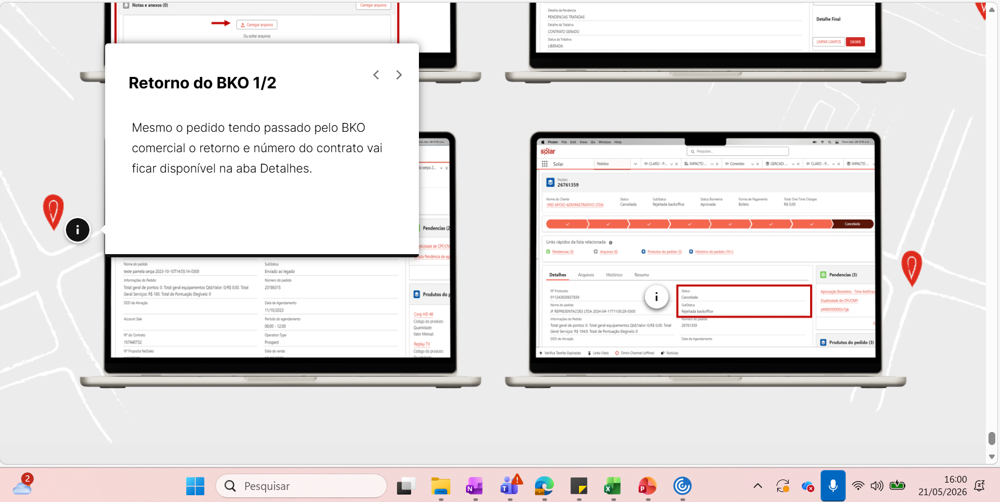 Notas e anexos (0)
Carregar arquivos
Carregar arquivos
Ou soltar arquivos
Detalhe da Pendencia
PENDENCIAS TRATADAS
Detalhe da Tratativa
CONTRATO GERADO
Status da Tratativa
LIBERADA
Detalhe Final
LIMPAR CAMPOS
SALVAR
Retorno do BKO 1/2
Mesmo o pedido tendo passado pelo BKO
comercial o retorno e número do contrato vai
ficar disponível na aba Detalhes.
i
la serpa 2...
Pendencias (2
plicidade de CPF/CN
Nome do pedido
teste pamela serpa 2023-10-10T14:55:14-0300
Informações do Pedido
Total geral de pontos: 0. Total geral equipamentos Qtd/Valor: 0/R$ 0,00. Total
Geral Serviços: R$ 160. Total de Pontuação Elegíveis: 0
DDD de Ativação
Account Sale
Nº do Contrato
157440732
Nº Proposta NetSales
SubStatus
Enviado ao legado
Número do pedido
23186315
Data de Agendamento
11/10/2023
Período do agendamento
08:00 - 12:00
Operation Type
Prospect
Data da venda
Produtos do p
Corp HD 4K
Código do produto:
Quantidade:
Valor Mensal:
Replay TV
Código do produto:
Finder File Edit View Go Window Help
Thurs Apr. 28 11:15 a.m.
solar
Pesquisar...
Solar
Pedidos
CLARO - P...
IMPACTO ...
Conexões
GERCADI ...
CLARO - P...
IMPACTO ...
Pedido
26761359
Nome do Cliente
VRD APOIO ADMINISTRATIVO LTDA
Status
Cancelada
SubStatus
Rejeitada backoffice
Status Biometria
Aprovada
Forma de Pagamento
Boleto
Total: One Time Charges
R$ 0,00
Cancelada
Links rápidos da lista relacionada
Pendencias (3)
Arquivos (6)
Produtos do pedido (3)
Histórico do pedido (10+)
Detalhes
Arquivos
Histórico
Resumo
Nº Protocolo
011243830927839
Nome do pedido
JF REPRESENTACOES LTDA 2024-04-11T11:05:28-0300
Informações do Pedido
Total geral de pontos: 0. Total geral equipamentos Qtd/Valor: 0/R$ 0,00. Total
Geral Serviços: R$ 104,9. Total de Pontuação Elegíveis: 0
DDD de Ativação
i
Status
Cancelada
SubStatus
Rejeitada backoffice
Número do pedido
26761359
Data de Agendamento
Pendencias (3)
Aprovação Biometria - Time AntiFrau
Duplicidade de CPF/CNPJ
a4W8V000002v7gk
Produtos do pedido (3)
Verifica Tarefas Expiradas
Links Úteis
Omni-Channel (offline)
Notícias
2
Pesquisar
16:00
21/05/2026